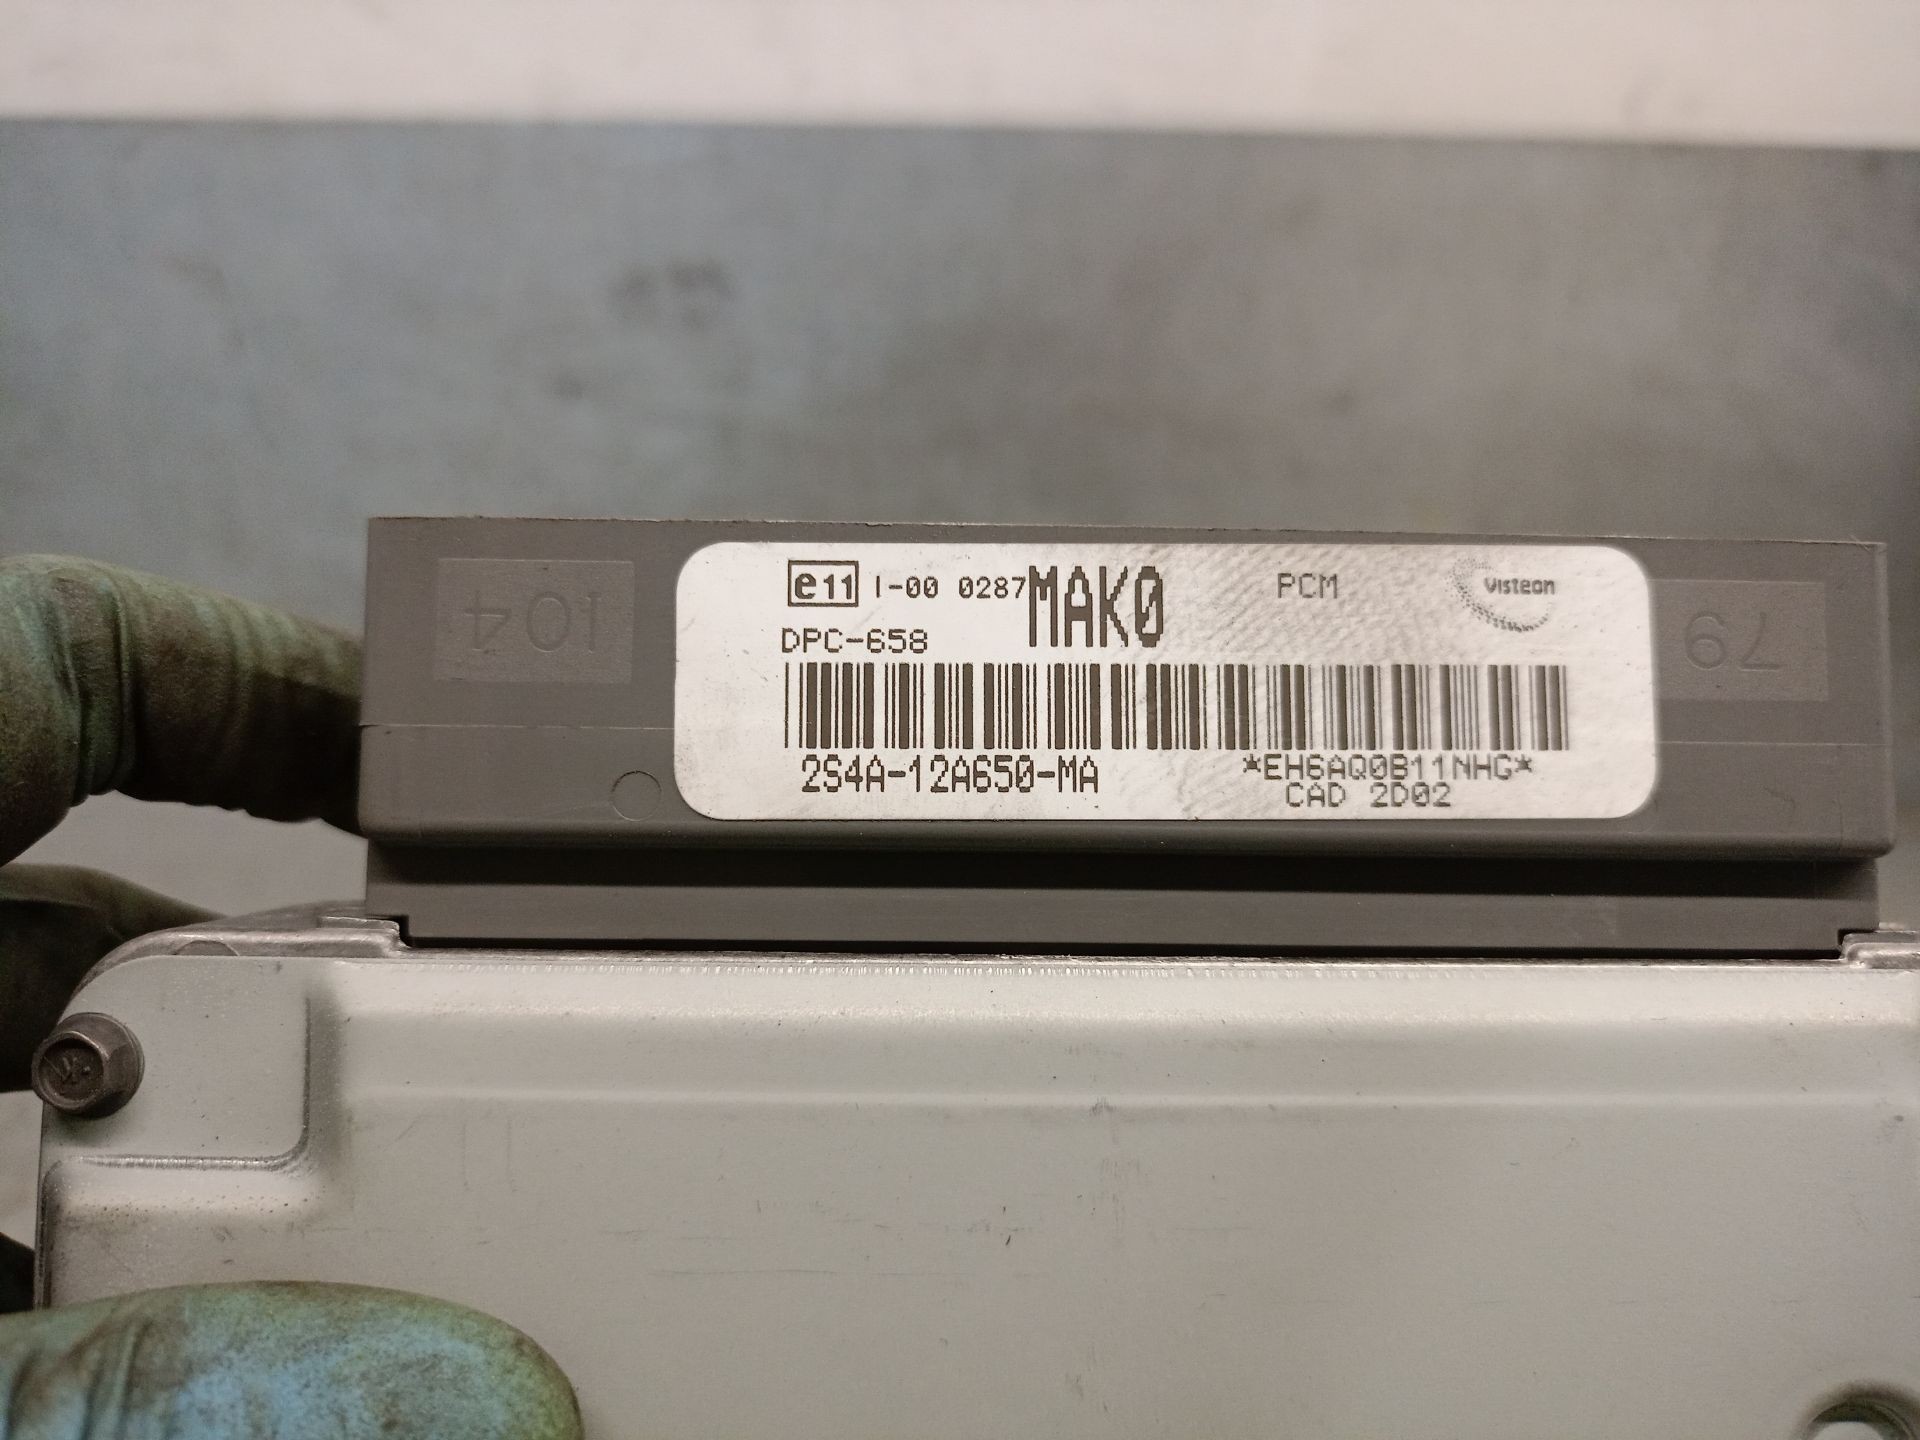 104
e11 I-00 0287 MAK0 PCM Visteon
DPC-658
79
2S4A-12A650-MA *EH6AQ0B11NHG*
CAD 2D02